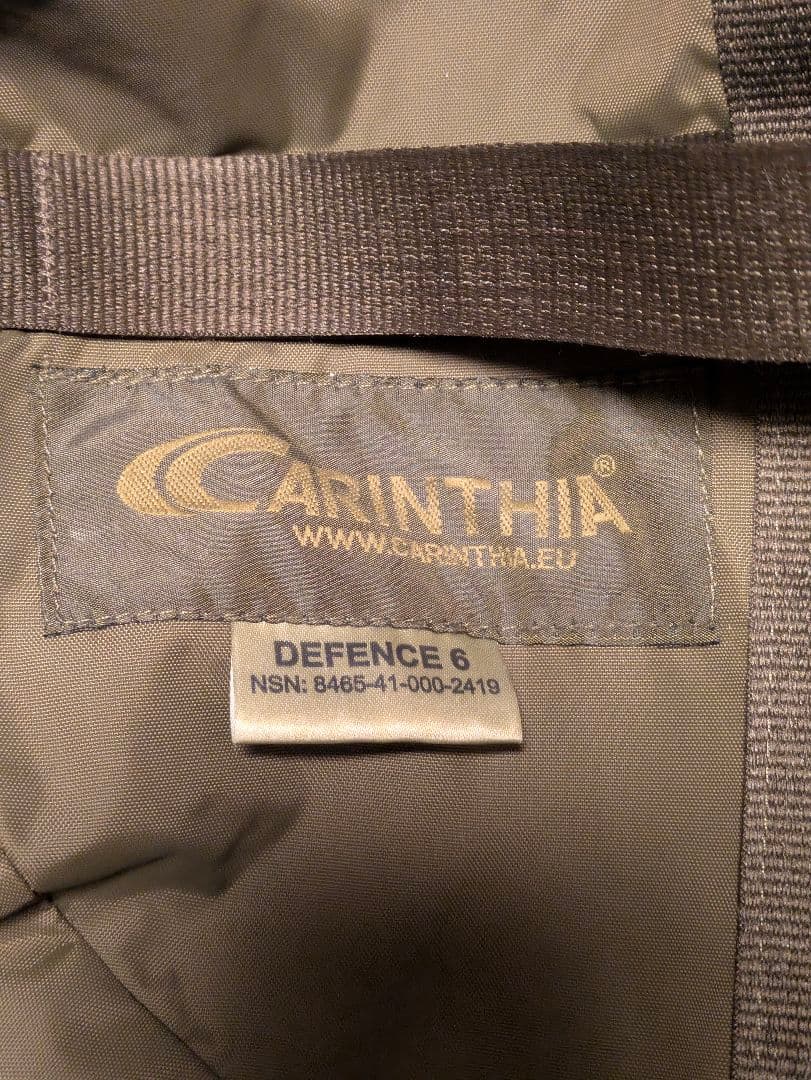 CARINTHIA®
WWW.CARINTHIA.EU
DEFENCE 6
NSN: 8465-41-000-2419